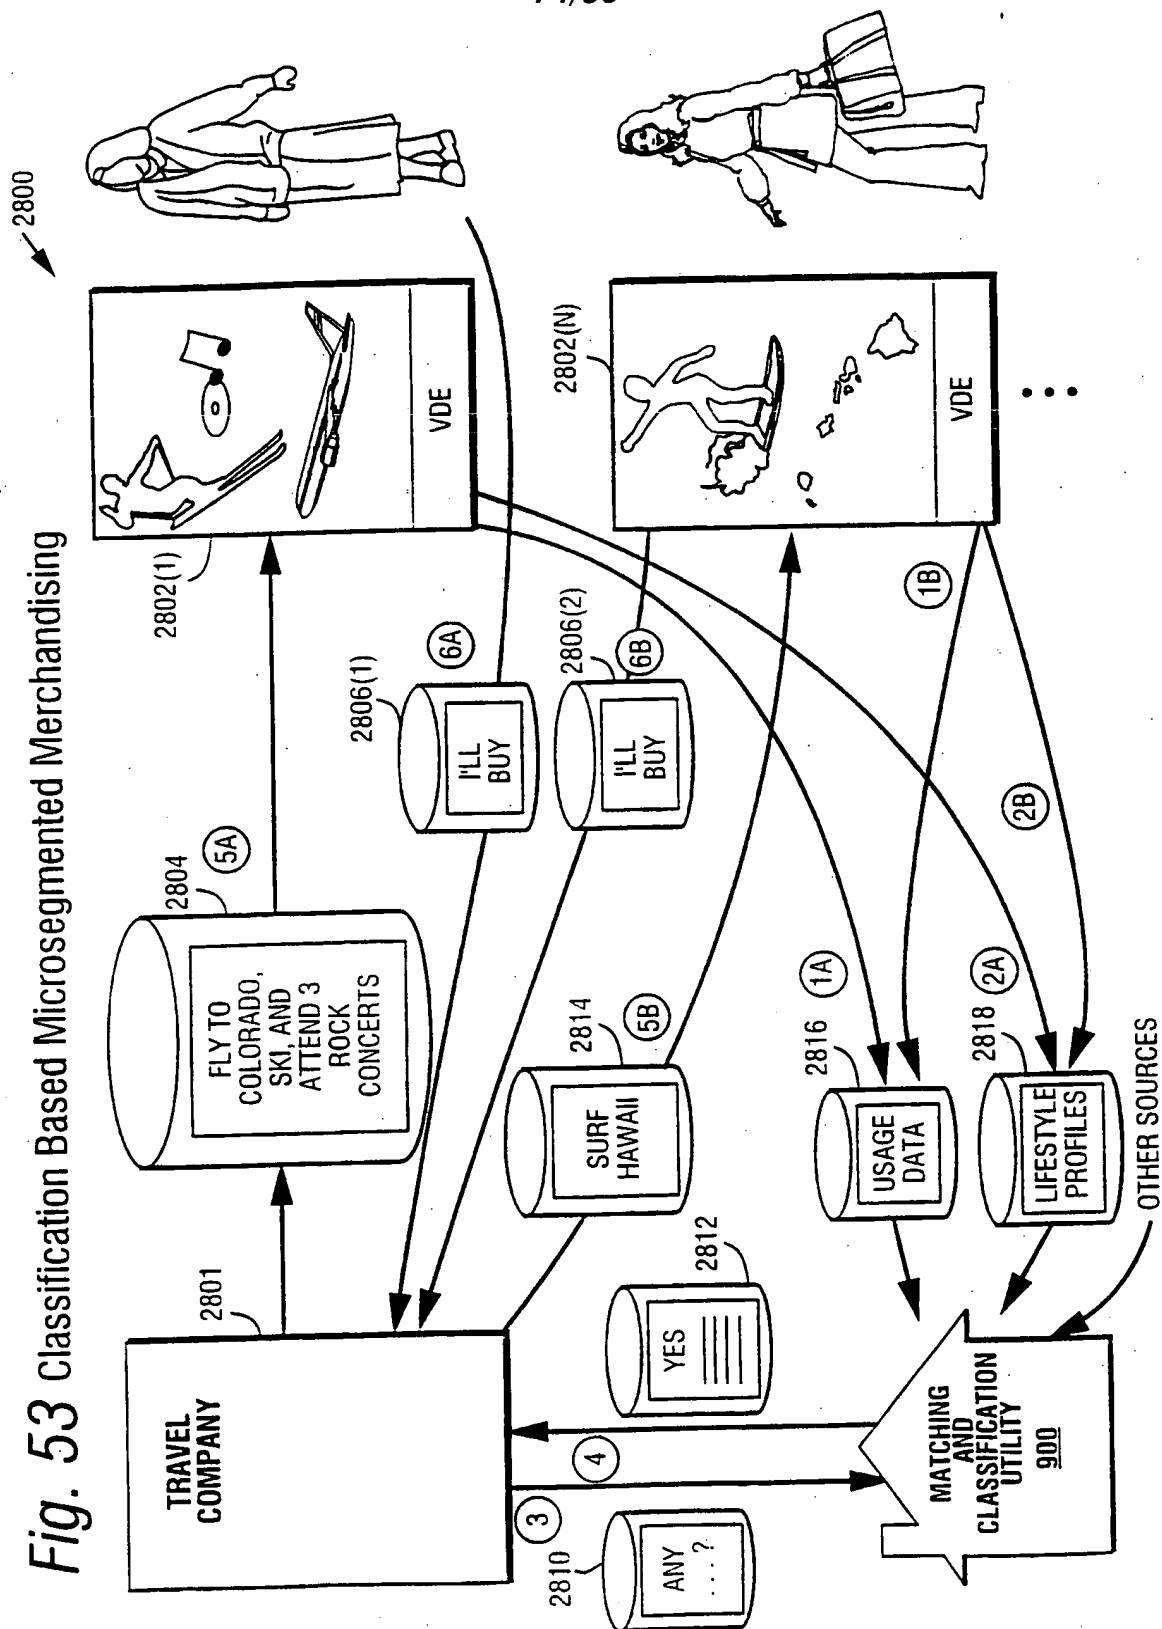 Fig. 53 Classification Based Microsegmented Merchandising
2800
TRAVEL
COMPANY
2801
FLY TO
COLORADO,
SKI, AND
ATTEND 3
ROCK
CONCERTS
2804
5A
2802(1)
VDE
2806(1)
6A
I'LL
BUY
2806(2)
6B
I'LL
BUY
2802(N)
VDE
SURF
HAWAII
2814
5B
3
4
ANY
. . . . ?
2810
YES
2812
1A
1B
2A
2B
USAGE
DATA
2816
LIFESTYLE
PROFILES
2818
MATCHING
AND
CLASSIFICATION
UTILITY
900
OTHER SOURCES